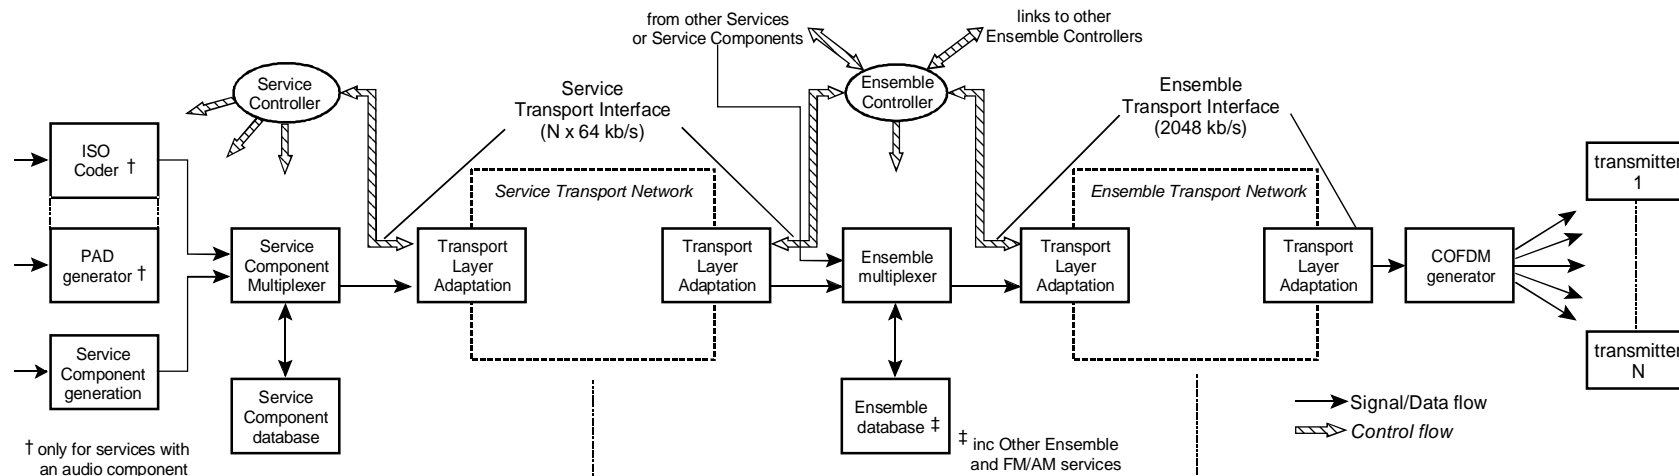 from other Services
or Service Components
links to other
Ensemble Controllers
Service
Controller
Service
Transport Interface
(N x 64 kb/s)
Ensemble
Controller
Ensemble
Transport Interface
(2048 kb/s)
ISO
Coder †
Service Transport Network
Ensemble Transport Network
transmitter
1
PAD
generator †
Service
Component
Multiplexer
Transport
Layer
Adaptation
Transport
Layer
Adaptation
Ensemble
multiplexer
Transport
Layer
Adaptation
Transport
Layer
Adaptation
COFDM
generator
Service
Component
generation
transmitter
N
Service
Component
database
Ensemble
database ‡
Signal/Data flow
Control flow
† only for services with
an audio component
‡ inc Other Ensemble
and FM/AM services